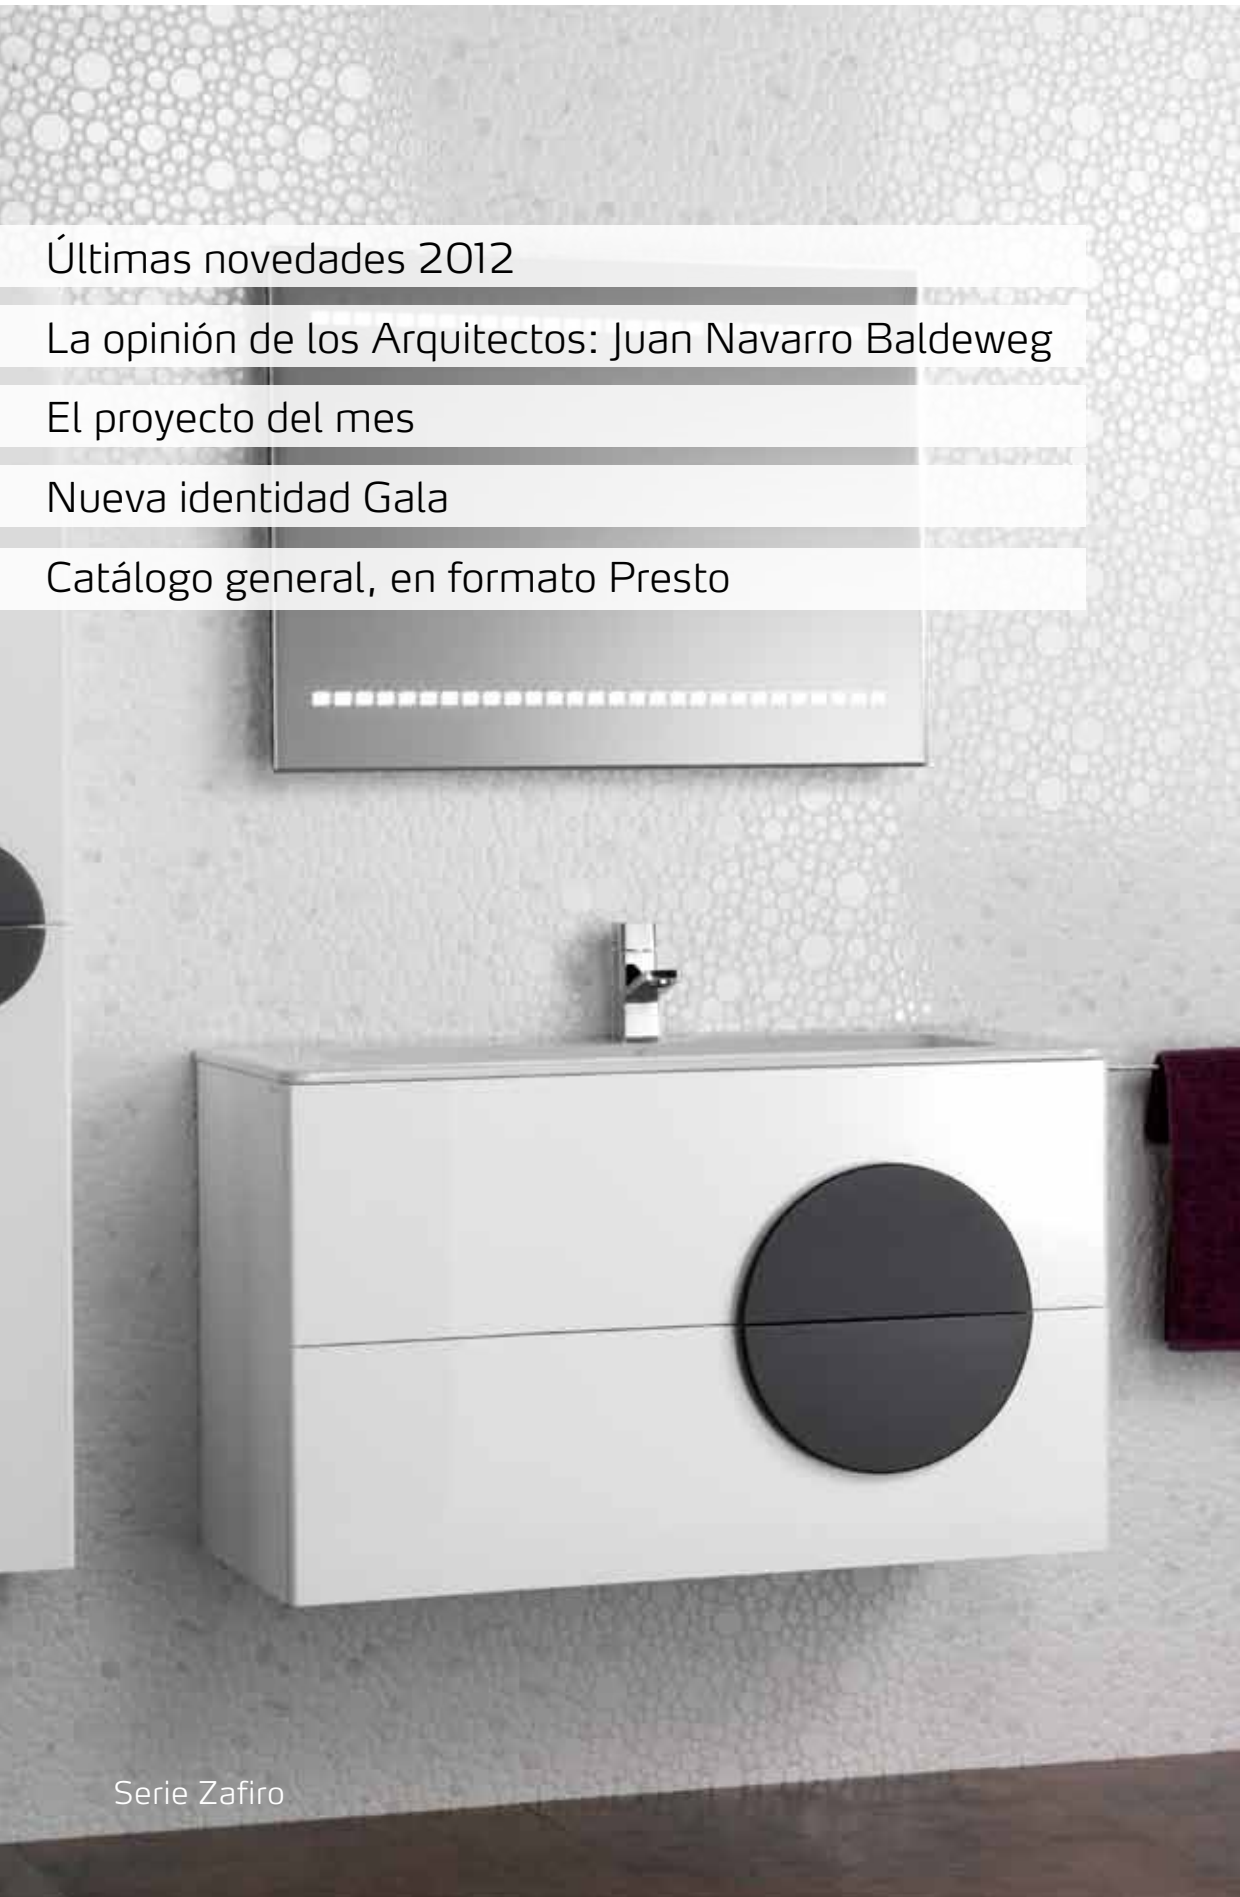 Últimas novedades 2012
La opinión de los Arquitectos: Juan Navarro Baldeweg
El proyecto del mes
Nueva identidad Gala
Catálogo general, en formato Presto
Serie Zafiro